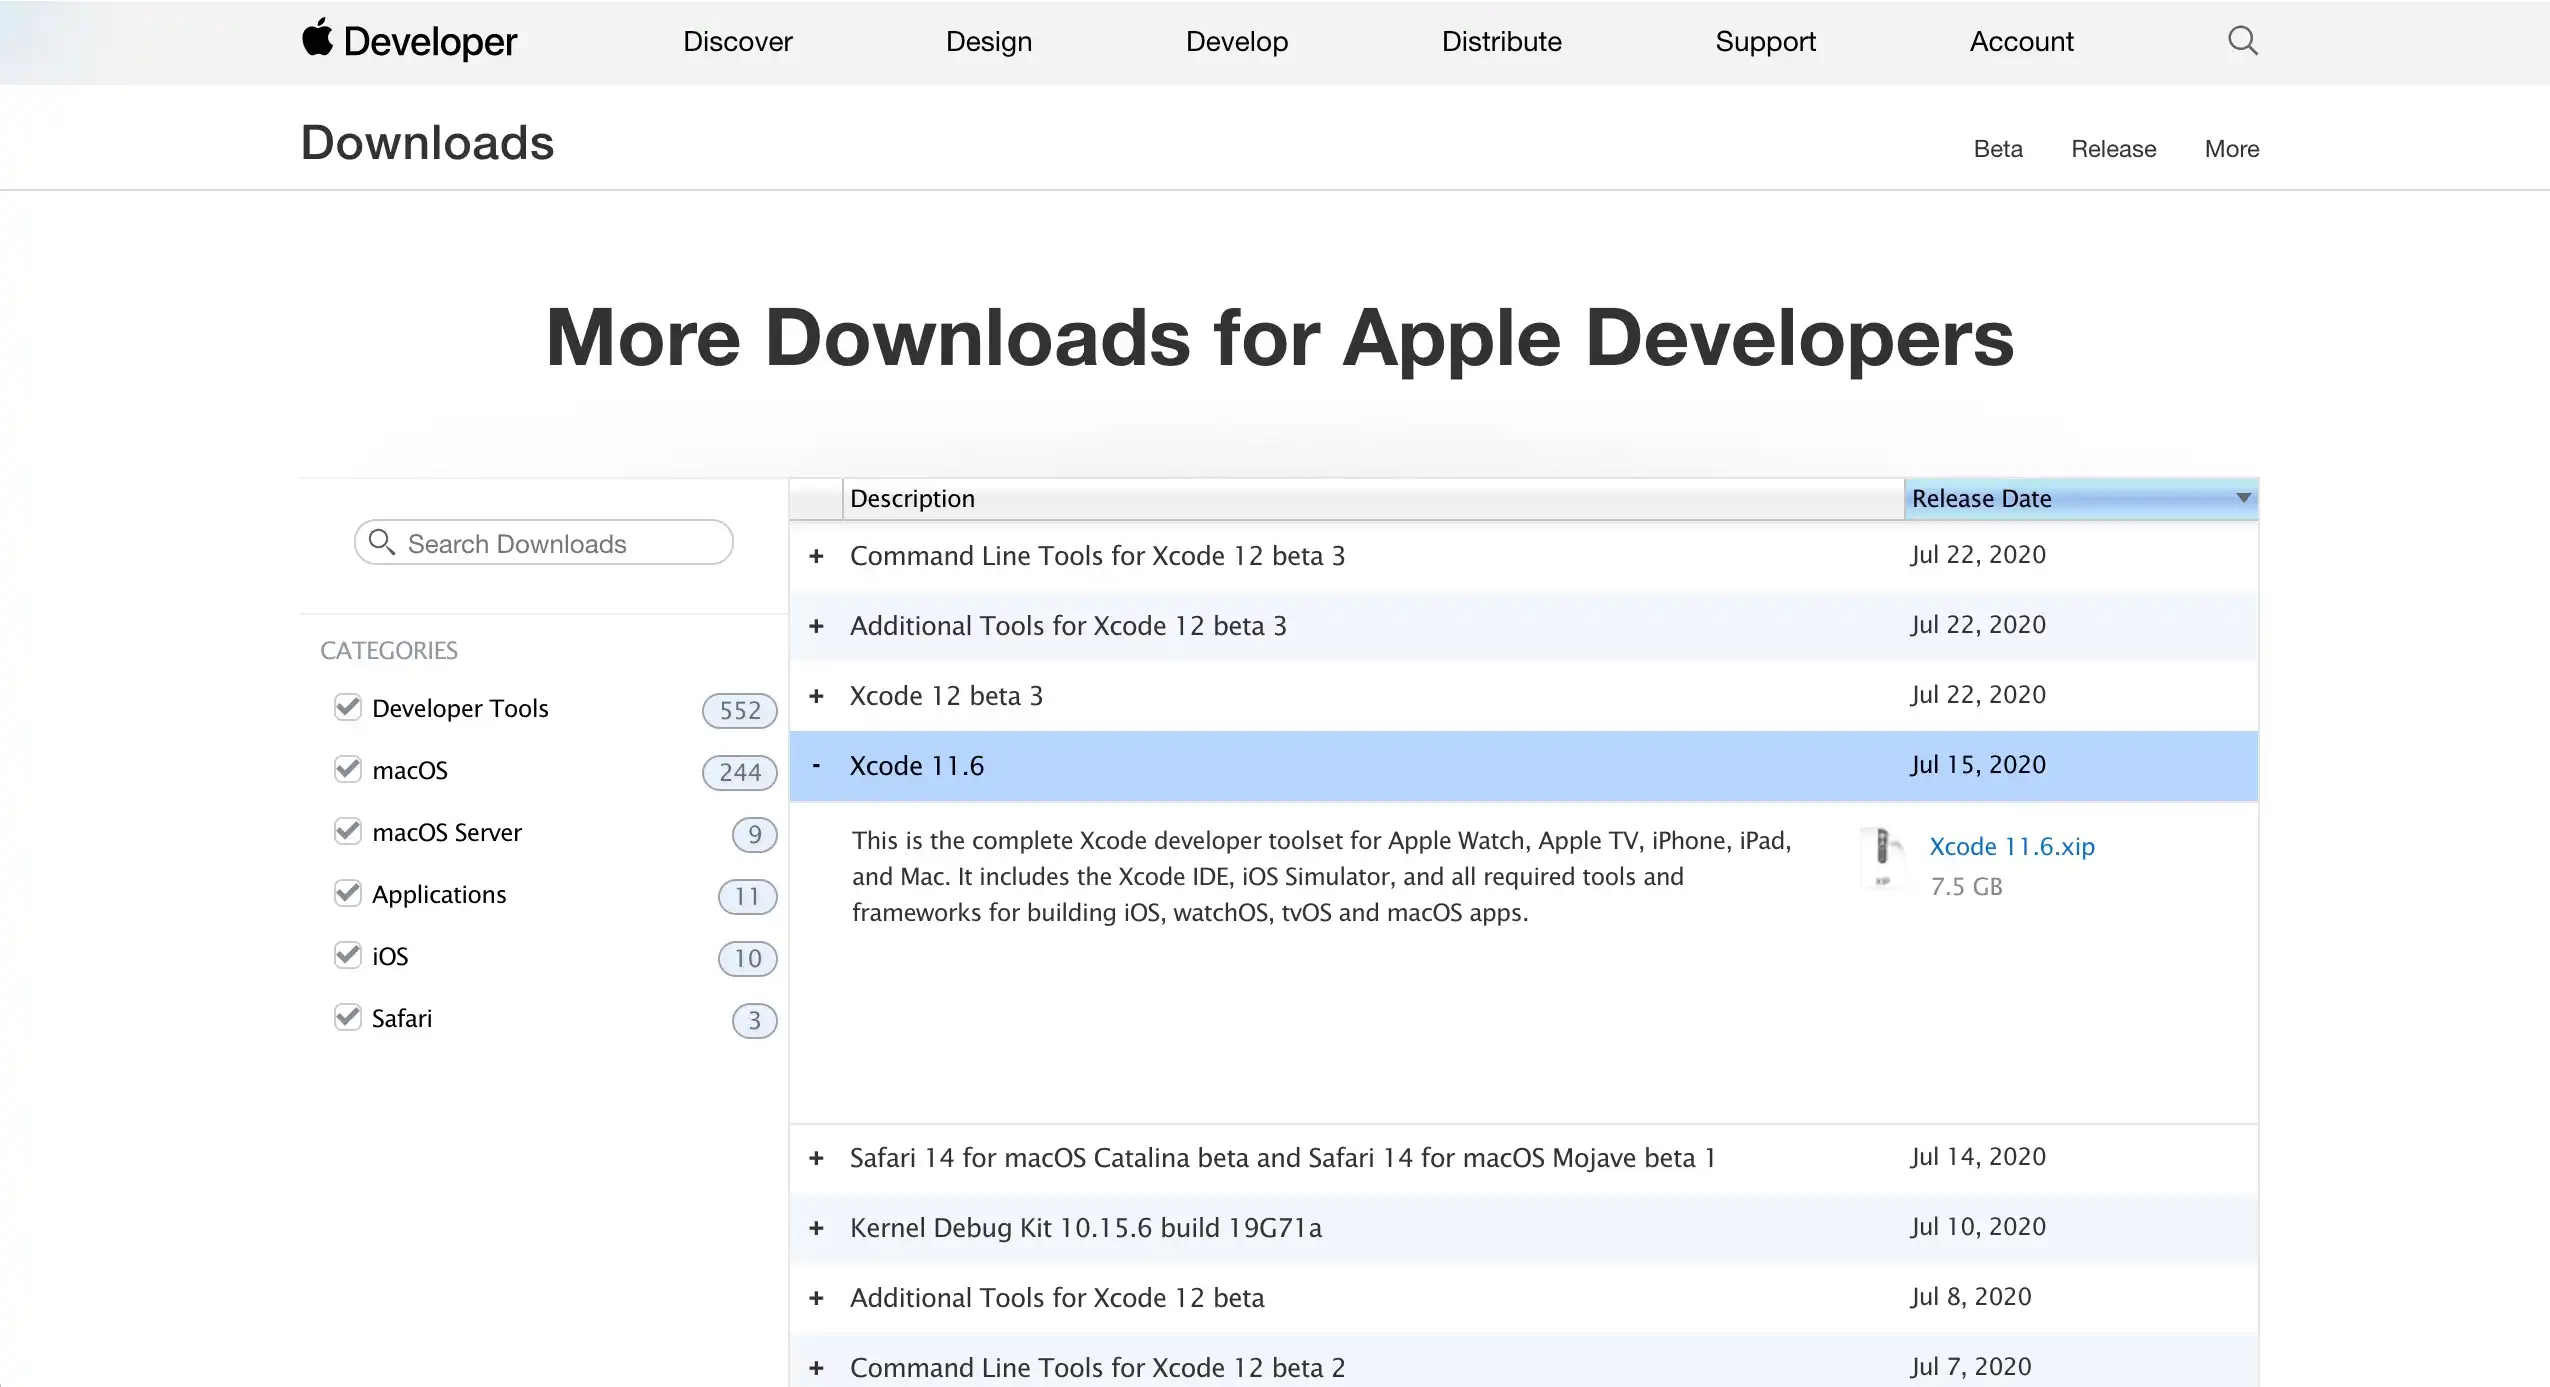 Developer Discover Design Develop Distribute Support Account
Downloads Beta Release More
More Downloads for Apple Developers
Search Downloads
CATEGORIES
Developer Tools 552
macOS 244
macOS Server 9
Applications 11
iOS 10
Safari 3
Description Release Date
+ Command Line Tools for Xcode 12 beta 3 Jul 22, 2020
+ Additional Tools for Xcode 12 beta 3 Jul 22, 2020
+ Xcode 12 beta 3 Jul 22, 2020
- Xcode 11.6 Jul 15, 2020
This is the complete Xcode developer toolset for Apple Watch, Apple TV, iPhone, iPad,
and Mac. It includes the Xcode IDE, iOS Simulator, and all required tools and
frameworks for building iOS, watchOS, tvOS and macOS apps.
Xcode 11.6.xip
7.5 GB
+ Safari 14 for macOS Catalina beta and Safari 14 for macOS Mojave beta 1 Jul 14, 2020
+ Kernel Debug Kit 10.15.6 build 19G71a Jul 10, 2020
+ Additional Tools for Xcode 12 beta Jul 8, 2020
+ Command Line Tools for Xcode 12 beta 2 Jul 7, 2020